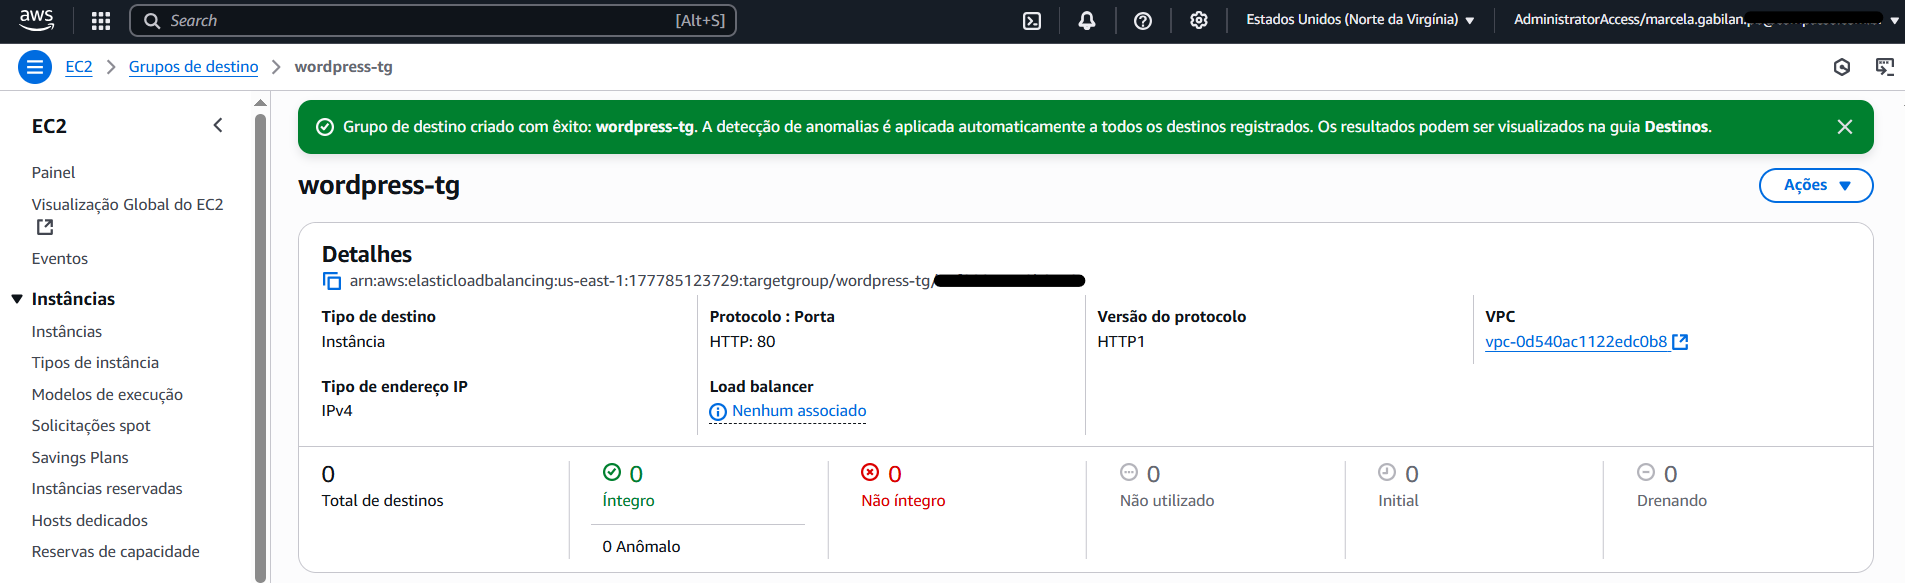 aws
Search [Alt+S]
Estados Unidos (Norte da Virgínia)
AdministratorAccess/marcela.gabilan
EC2 > Grupos de destino > wordpress-tg
EC2
Painel
Visualização Global do EC2
Eventos
Instâncias
Instâncias
Tipos de instância
Modelos de execução
Solicitações spot
Savings Plans
Instâncias reservadas
Hosts dedicados
Reservas de capacidade
Grupo de destino criado com êxito: wordpress-tg. A detecção de anomalias é aplicada automaticamente a todos os destinos registrados. Os resultados podem ser visualizados na guia Destinos.
wordpress-tg
Ações
Detalhes
arn:aws:elasticloadbalancing:us-east-1:177785123729:targetgroup/wordpress-tg/
Tipo de destino
Instância
Protocolo : Porta
HTTP: 80
Versão do protocolo
HTTP1
VPC
vpc-0d540ac1122edc0b8
Tipo de endereço IP
IPv4
Load balancer
Nenhum associado
0
Total de destinos
0
Íntegro
0 Anômalo
0
Não íntegro
0
Não utilizado
0
Initial
0
Drenando